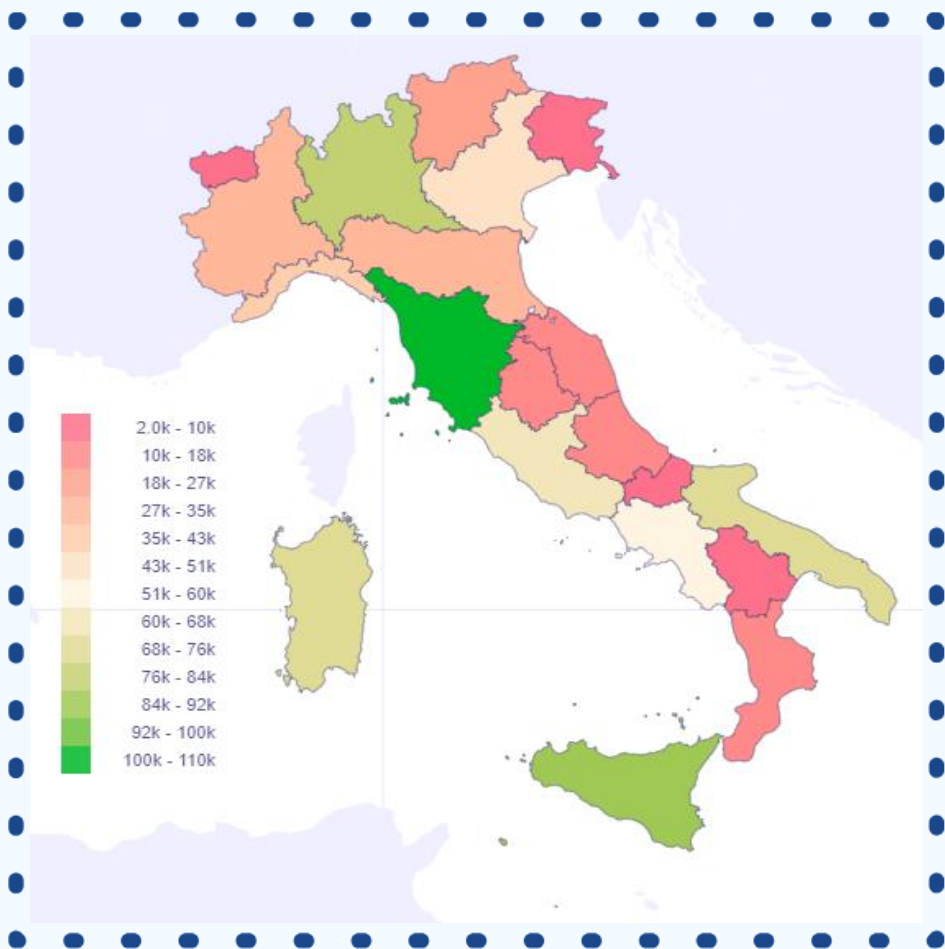 2.0k - 10k
10k - 18k
18k - 27k
27k - 35k
35k - 43k
43k - 51k
51k - 60k
60k - 68k
68k - 76k
76k - 84k
84k - 92k
92k - 100k
100k - 110k